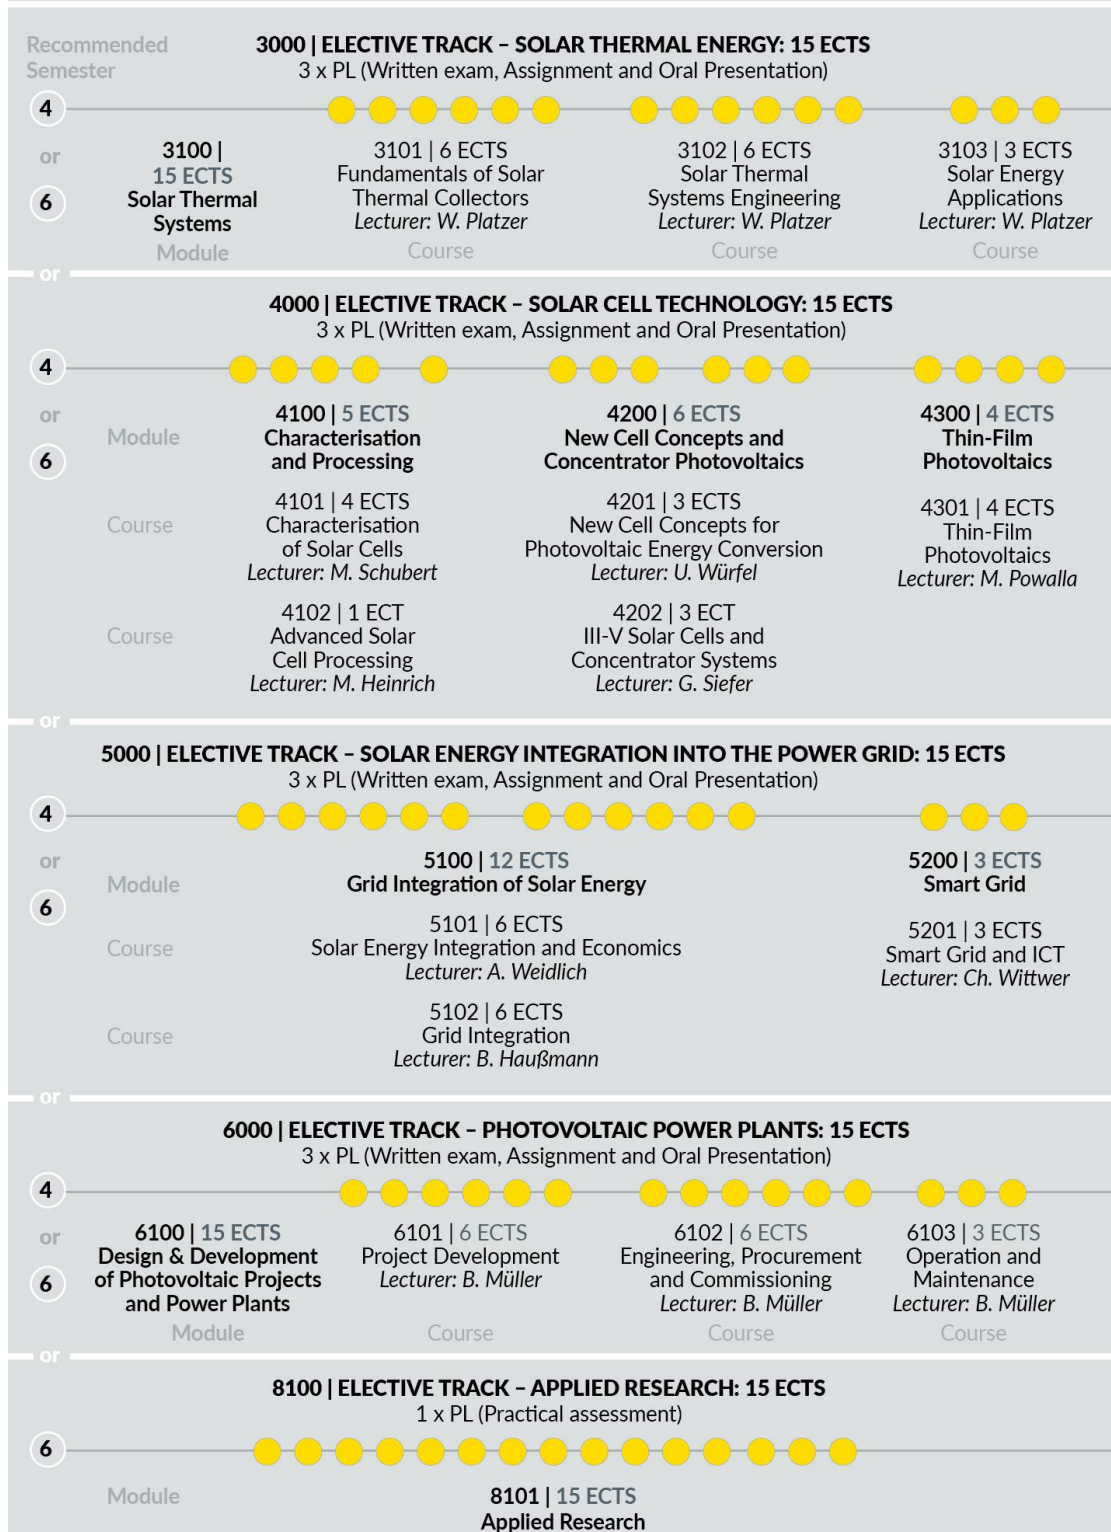 Recommended
Semester
3000 | ELECTIVE TRACK – SOLAR THERMAL ENERGY: 15 ECTS
3 x PL (Written exam, Assignment and Oral Presentation)
4
or
6
3100 |
15 ECTS
Solar Thermal
Systems
Module
3101 | 6 ECTS
Fundamentals of Solar
Thermal Collectors
Lecturer: W. Platzer
Course
3102 | 6 ECTS
Solar Thermal
Systems Engineering
Lecturer: W. Platzer
Course
3103 | 3 ECTS
Solar Energy
Applications
Lecturer: W. Platzer
Course
or
4000 | ELECTIVE TRACK – SOLAR CELL TECHNOLOGY: 15 ECTS
3 x PL (Written exam, Assignment and Oral Presentation)
4
or
6
Module
4100 | 5 ECTS
Characterisation
and Processing
4200 | 6 ECTS
New Cell Concepts and
Concentrator Photovoltaics
4300 | 4 ECTS
Thin-Film
Photovoltaics
Course
4101 | 4 ECTS
Characterisation
of Solar Cells
Lecturer: M. Schubert
4201 | 3 ECTS
New Cell Concepts for
Photovoltaic Energy Conversion
Lecturer: U. Würfel
4301 | 4 ECTS
Thin-Film
Photovoltaics
Lecturer: M. Powalla
Course
4102 | 1 ECT
Advanced Solar
Cell Processing
Lecturer: M. Heinrich
4202 | 3 ECT
III-V Solar Cells and
Concentrator Systems
Lecturer: G. Siefer
or
5000 | ELECTIVE TRACK – SOLAR ENERGY INTEGRATION INTO THE POWER GRID: 15 ECTS
3 x PL (Written exam, Assignment and Oral Presentation)
4
or
6
Module
5100 | 12 ECTS
Grid Integration of Solar Energy
5200 | 3 ECTS
Smart Grid
Course
5101 | 6 ECTS
Solar Energy Integration and Economics
Lecturer: A. Weidlich
5201 | 3 ECTS
Smart Grid and ICT
Lecturer: Ch. Wittwer
Course
5102 | 6 ECTS
Grid Integration
Lecturer: B. Haußmann
or
6000 | ELECTIVE TRACK – PHOTOVOLTAIC POWER PLANTS: 15 ECTS
3 x PL (Written exam, Assignment and Oral Presentation)
4
or
6
6100 | 15 ECTS
Design & Development
of Photovoltaic Projects
and Power Plants
Module
6101 | 6 ECTS
Project Development
Lecturer: B. Müller
Course
6102 | 6 ECTS
Engineering, Procurement
and Commissioning
Lecturer: B. Müller
Course
6103 | 3 ECTS
Operation and
Maintenance
Lecturer: B. Müller
Course
or
8100 | ELECTIVE TRACK – APPLIED RESEARCH: 15 ECTS
1 x PL (Practical assessment)
6
Module
8101 | 15 ECTS
Applied Research